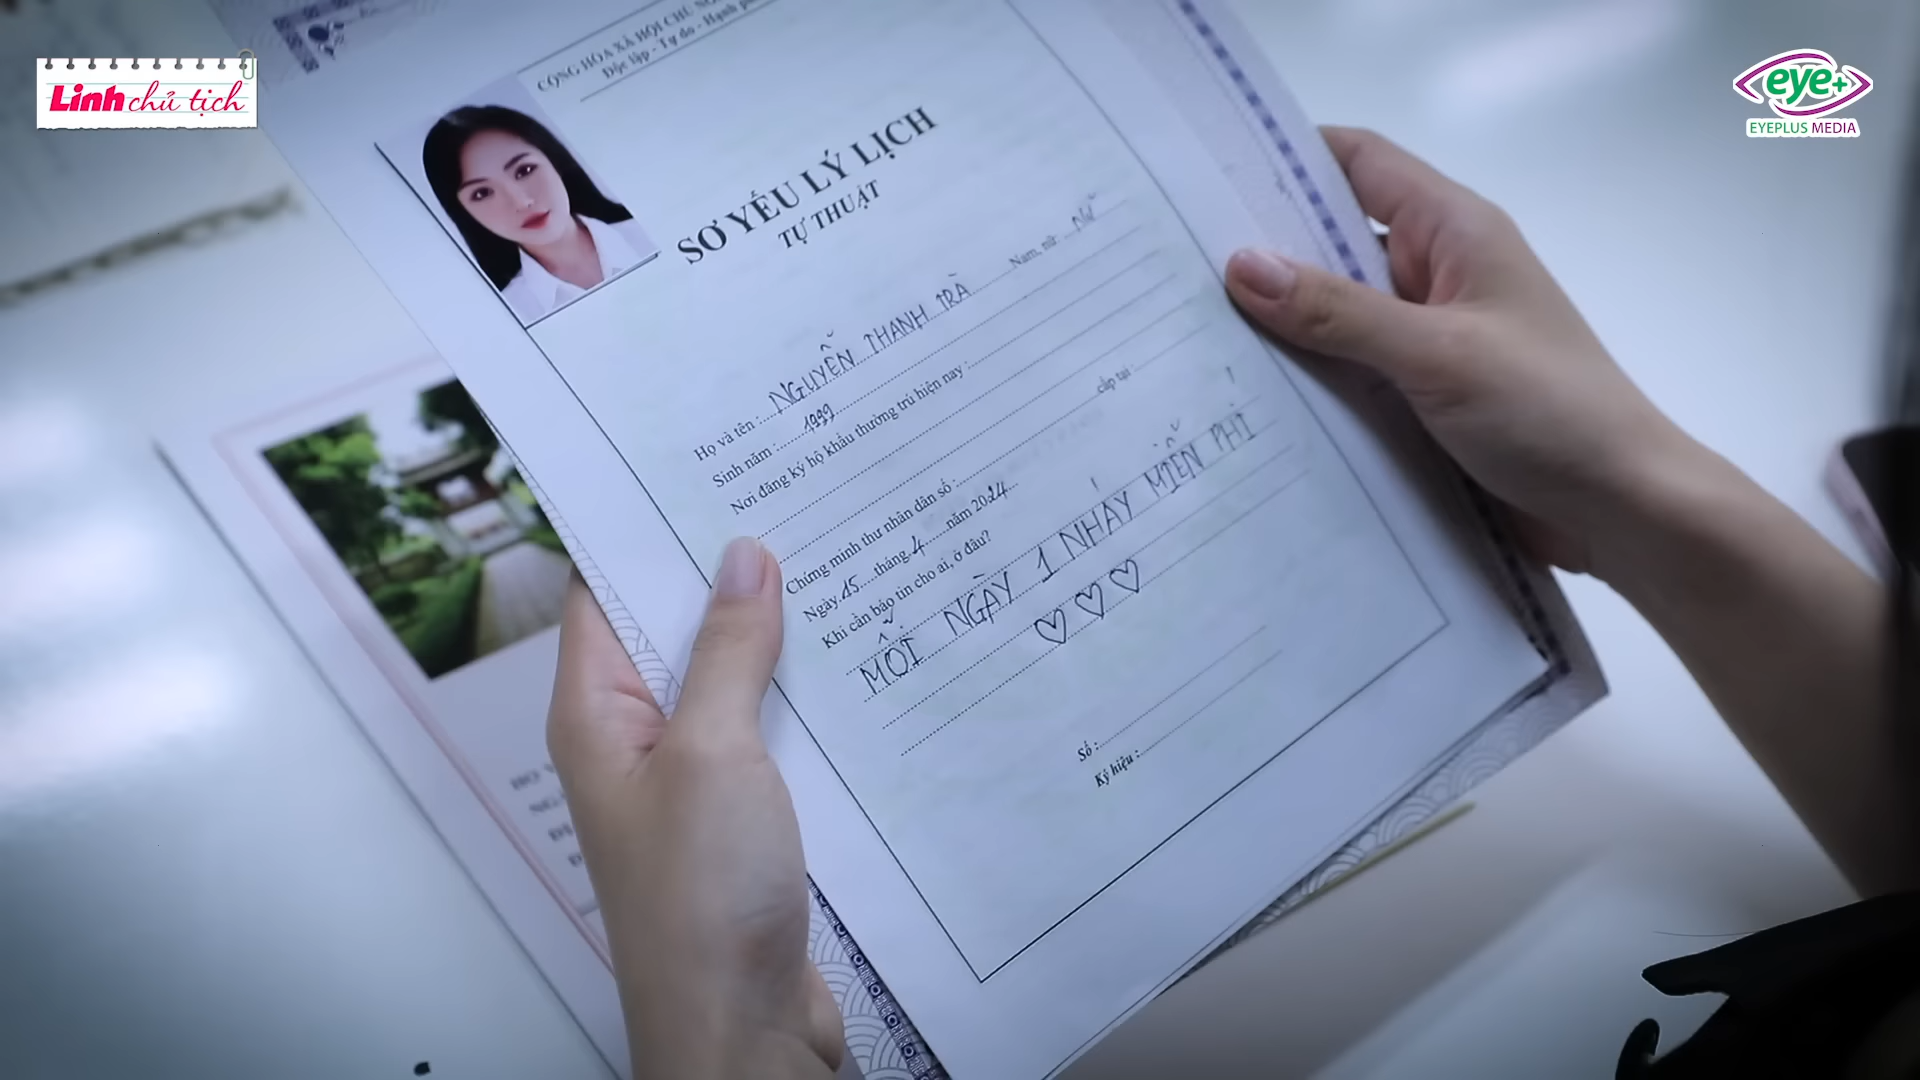 Linh chủ tịch
eye+
EYEPLUS MEDIA
CỘNG HÒA XÃ HỘI CHỦ
Độc lập - Tự do - Hạnh
SƠ YẾU LÝ LỊCH
TỰ THUẬT
Họ và tên : NGUYỄN THANH TRÀ Nam, nữ: NỮ
Sinh năm : 1999
Nơi đăng ký hộ khẩu thường trú hiện nay :
Chứng minh thư nhân dân số : cấp tại :
Ngày 15 tháng 4 năm 2024
Khi cần báo tin cho ai, ở đâu?
MỖI NGÀY 1 NHÁY MIỄN PHÍ
♡ ♡ ♡
Số :
Ký hiệu :